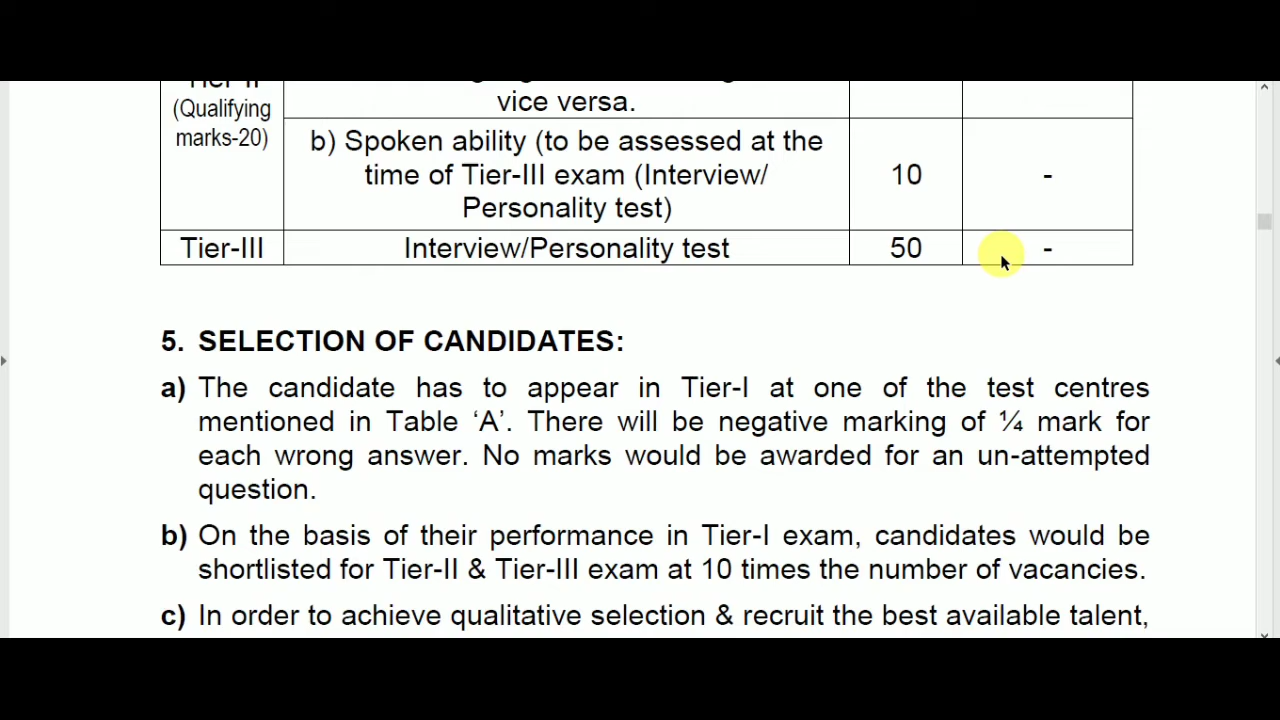 vice versa.
(Qualifying
marks-20)
b) Spoken ability (to be assessed at the
time of Tier-III exam (Interview/
Personality test)
10
-
Tier-III
Interview/Personality test
50
-
5. SELECTION OF CANDIDATES:
a) The candidate has to appear in Tier-I at one of the test centres
mentioned in Table ‘A’. There will be negative marking of ¼ mark for
each wrong answer. No marks would be awarded for an un-attempted
question.
b) On the basis of their performance in Tier-I exam, candidates would be
shortlisted for Tier-II & Tier-III exam at 10 times the number of vacancies.
c) In order to achieve qualitative selection & recruit the best available talent,